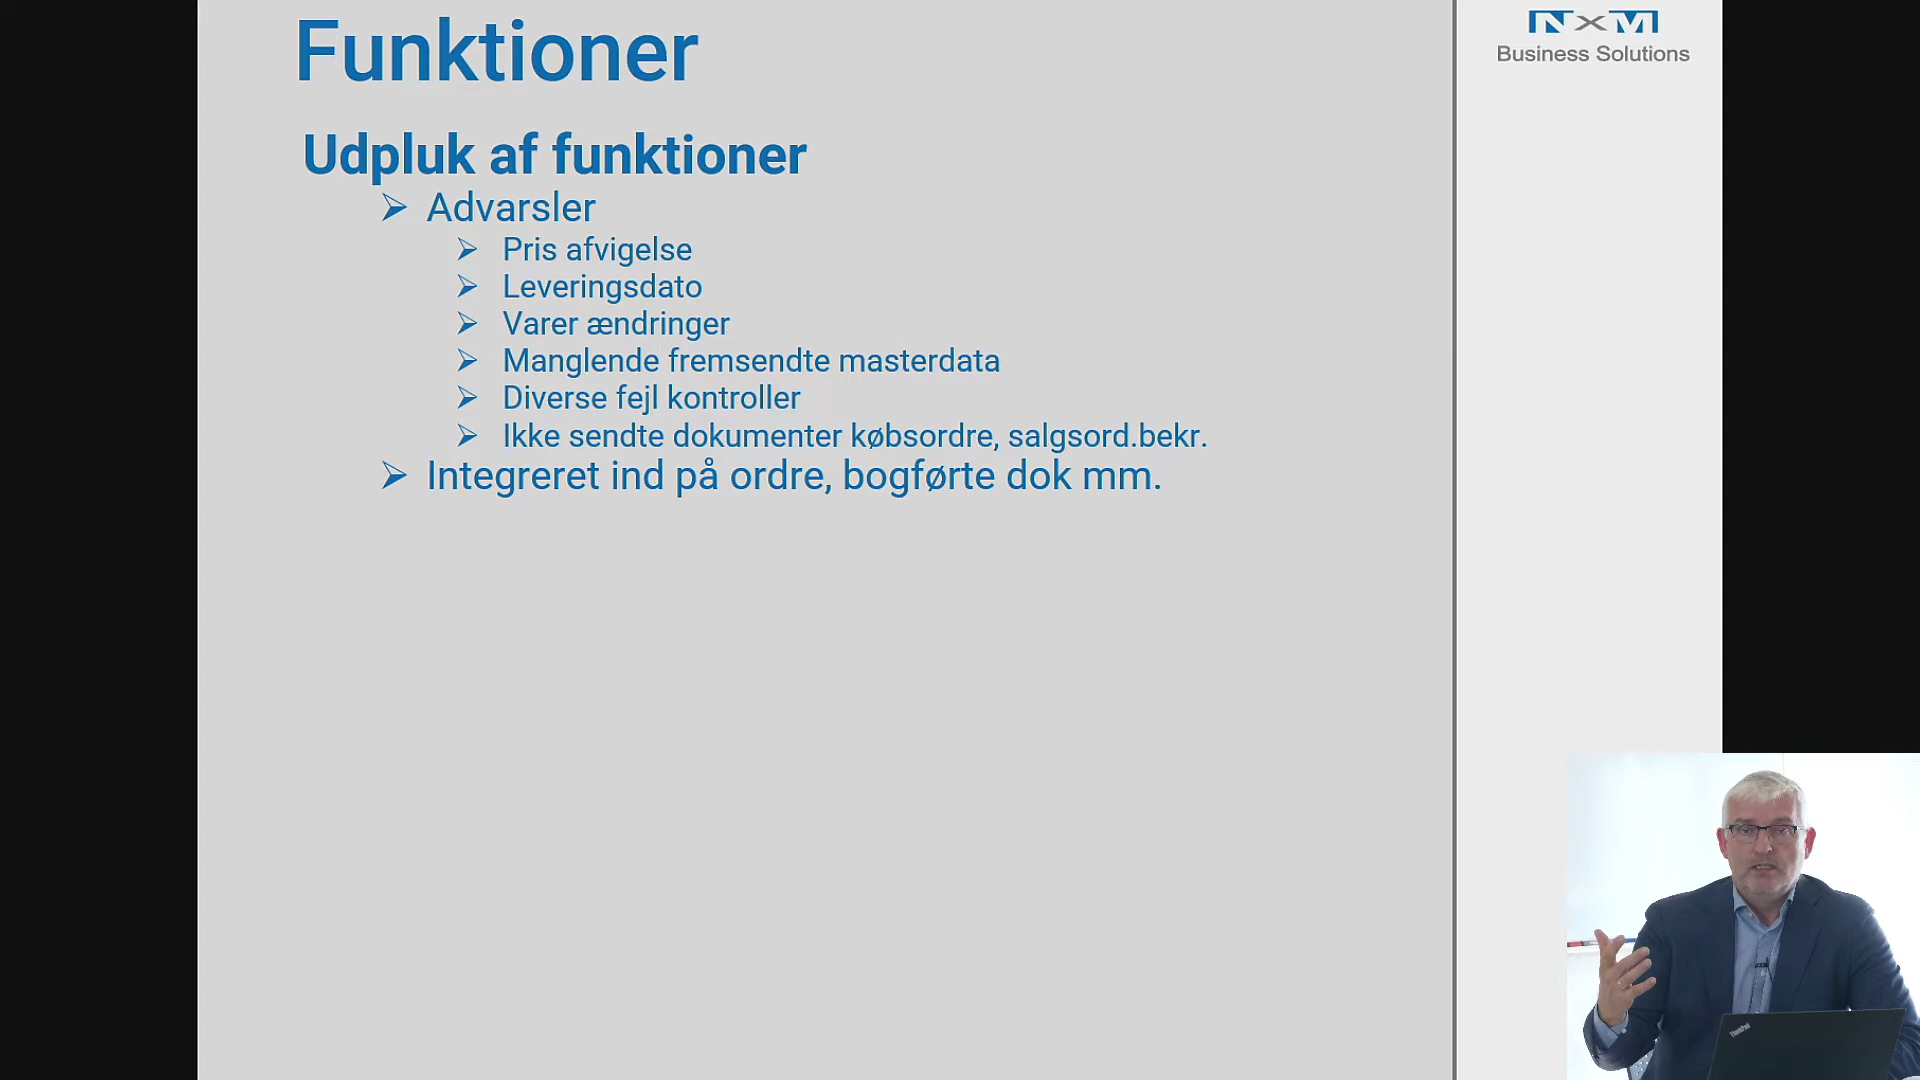 Funktioner
NxM
Business Solutions
Udpluk af funktioner
Advarsler
Pris afvigelse
Leveringsdato
Varer ændringer
Manglende fremsendte masterdata
Diverse fejl kontroller
Ikke sendte dokumenter købsordre, salgsord.bekr.
Integreret ind på ordre, bogførte dok mm.
ThinkPad